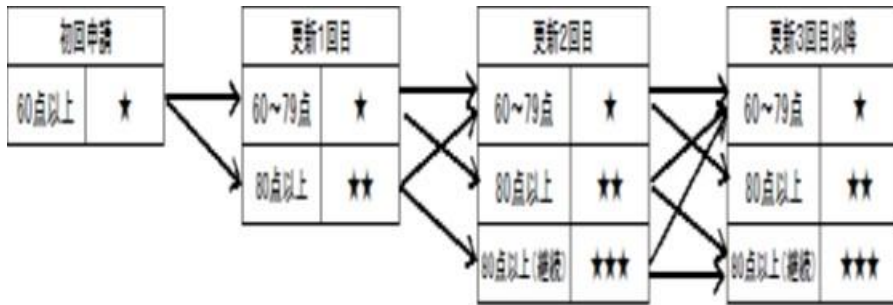 初回申請
60点以上 ★
更新1回目
60～79点 ★
80点以上 ★★
更新2回目
60～79点 ★
80点以上 ★★
80点以上(継続) ★★★
更新3回目以降
60～79点 ★
80点以上 ★★
80点以上(継続) ★★★